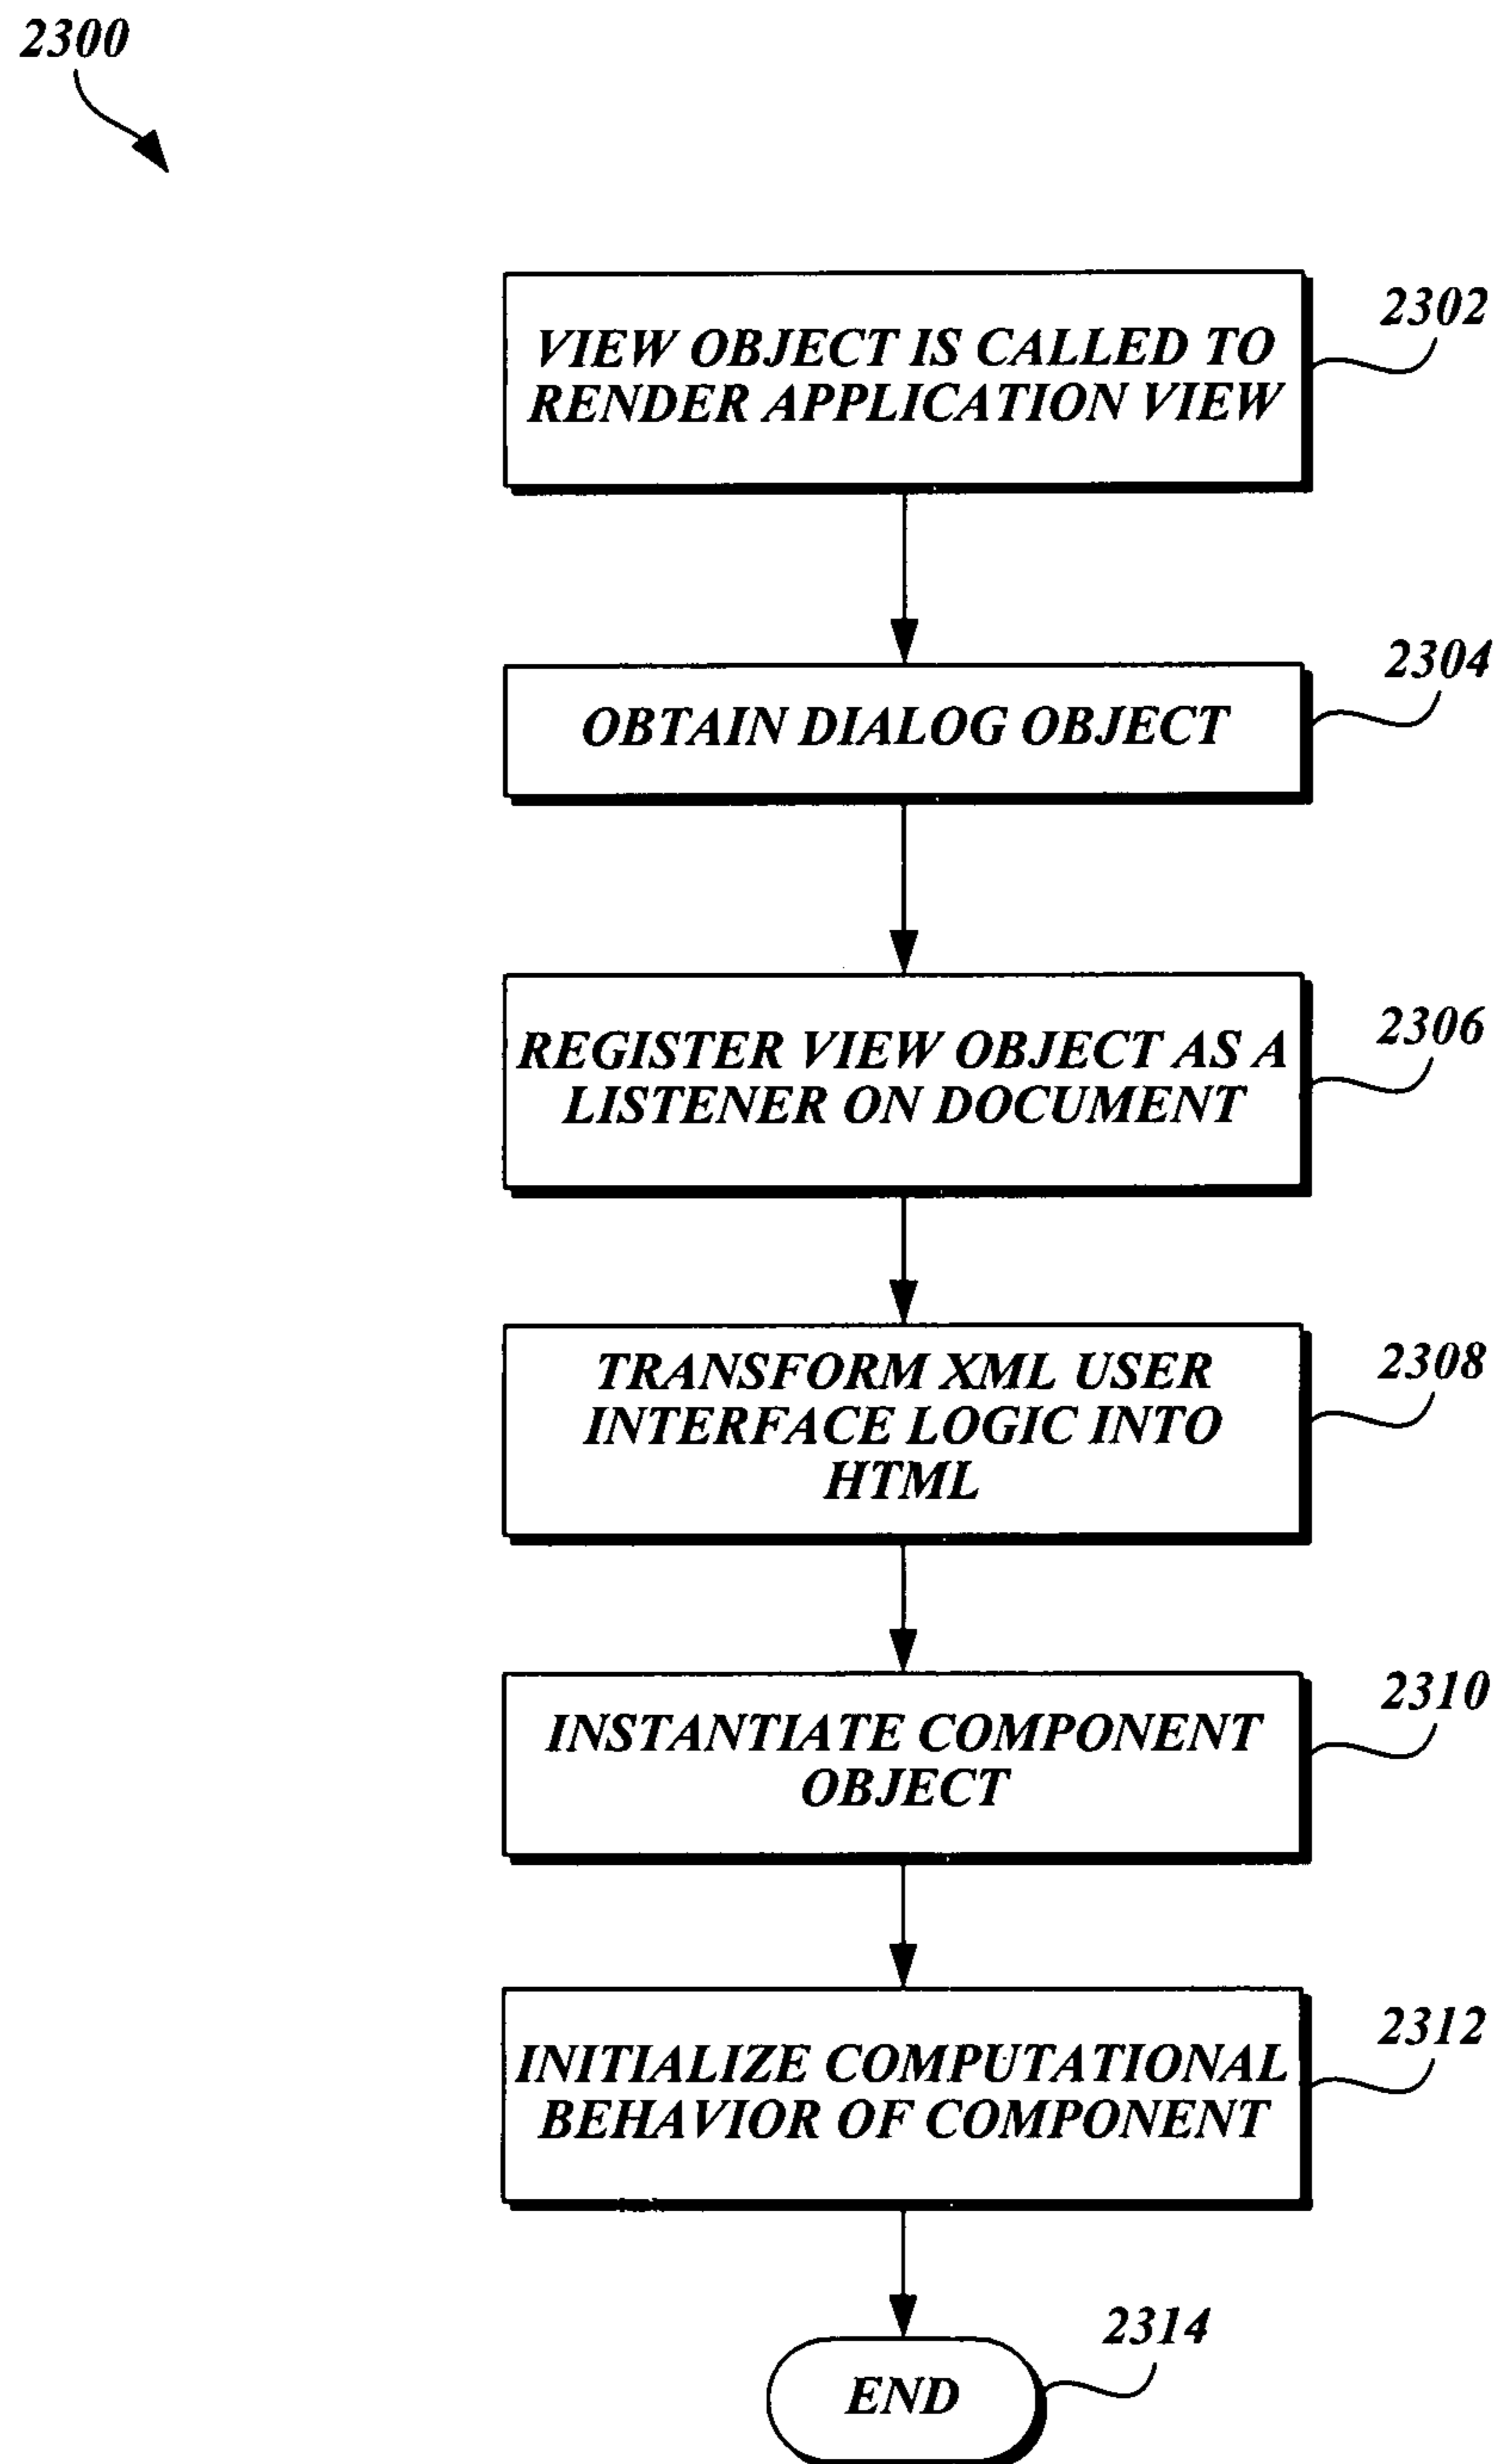 2300
2302
VIEW OBJECT IS CALLED TO
RENDER APPLICATION VIEW
2304
OBTAIN DIALOG OBJECT
2306
REGISTER VIEW OBJECT AS A
LISTENER ON DOCUMENT
2308
TRANSFORM XML USER
INTERFACE LOGIC INTO
HTML
2310
INSTANTIATE COMPONENT
OBJECT
2312
INITIALIZE COMPUTATIONAL
BEHAVIOR OF COMPONENT
2314
END